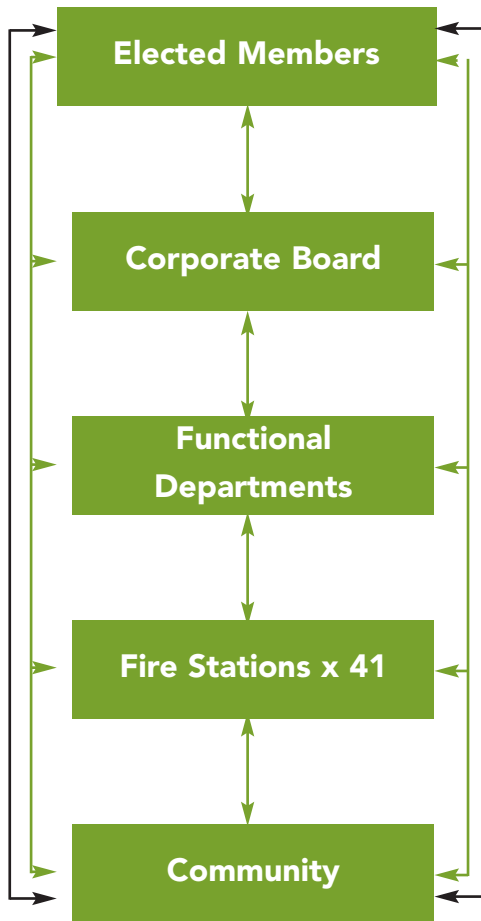 Elected Members
Corporate Board
Functional
Departments
Fire Stations x 41
Community